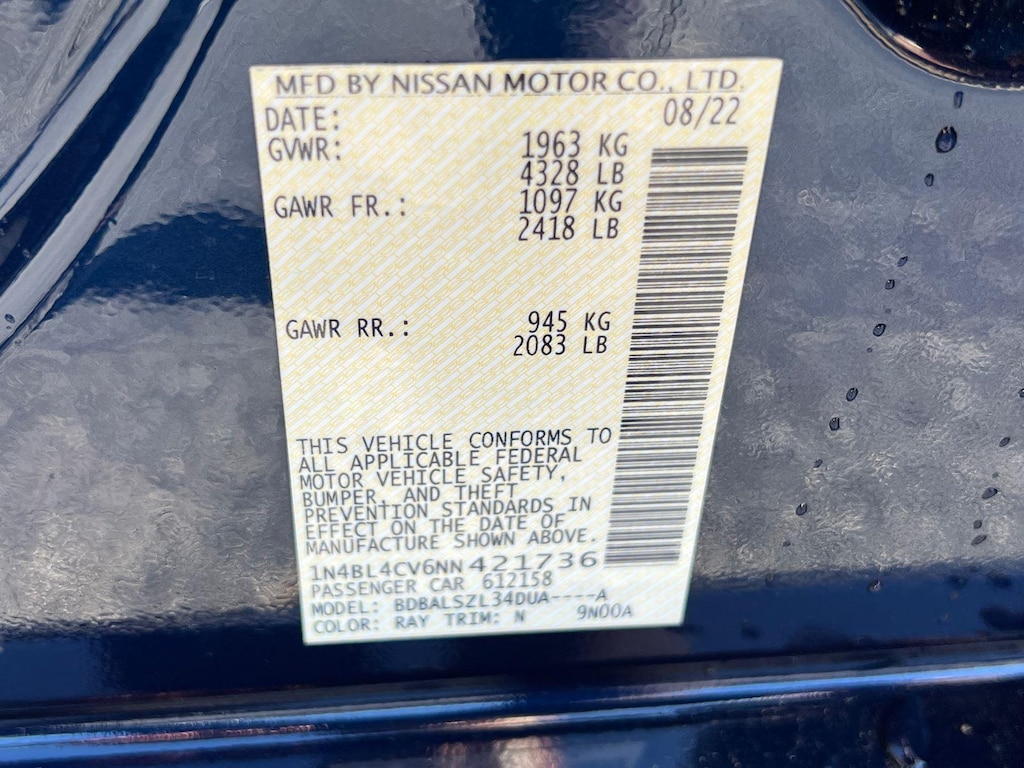 MFD BY NISSAN MOTOR CO., LTD.
DATE: 08/22
GVWR: 1963 KG
4328 LB
GAWR FR.: 1097 KG
2418 LB
GAWR RR.: 945 KG
2083 LB
THIS VEHICLE CONFORMS TO
ALL APPLICABLE FEDERAL
MOTOR VEHICLE SAFETY,
BUMPER, AND THEFT
PREVENTION STANDARDS IN
EFFECT ON THE DATE OF
MANUFACTURE SHOWN ABOVE.
1N4BL4CV6NN421736
PASSENGER CAR 612158
MODEL: BDBALSZL34DUA----A
COLOR: RAY TRIM: N 9N00A